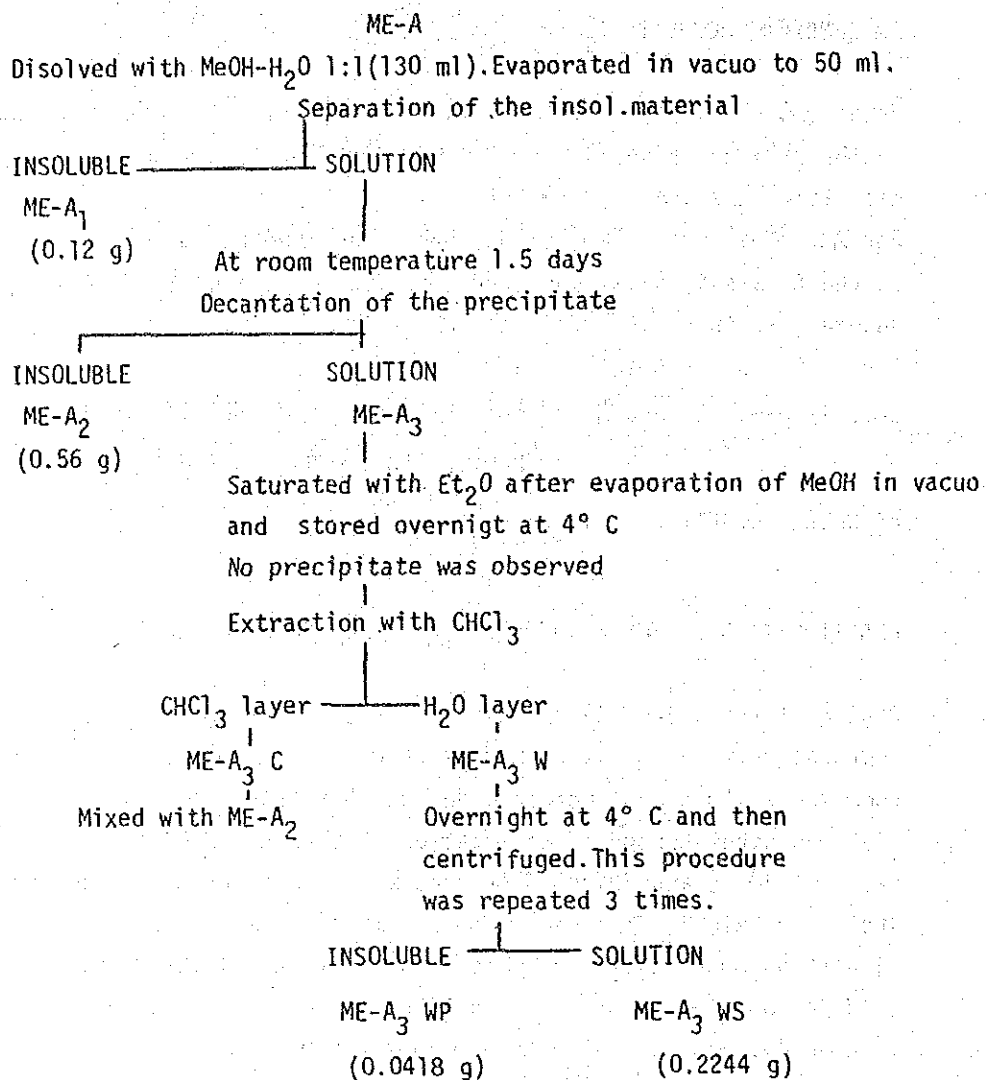 ME-A
Disolved with MeOH-H₂O 1:1(130 ml).Evaporated in vacuo to 50 ml.
Separation of the insol.material
INSOLUBLE SOLUTION
ME-A₁
(0.12 g)
At room temperature 1.5 days
Decantation of the precipitate
INSOLUBLE SOLUTION
ME-A₂ ME-A₃
(0.56 g)
Saturated with Et₂O after evaporation of MeOH in vacuo
and stored overnigt at 4° C
No precipitate was observed
Extraction with CHCl₃
CHCl₃ layer H₂O layer
ME-A₃ C ME-A₃ W
Mixed with ME-A₂ Overnight at 4° C and then
centrifuged.This procedure
was repeated 3 times.
INSOLUBLE SOLUTION
ME-A₃ WP ME-A₃ WS
(0.0418 g) (0.2244 g)